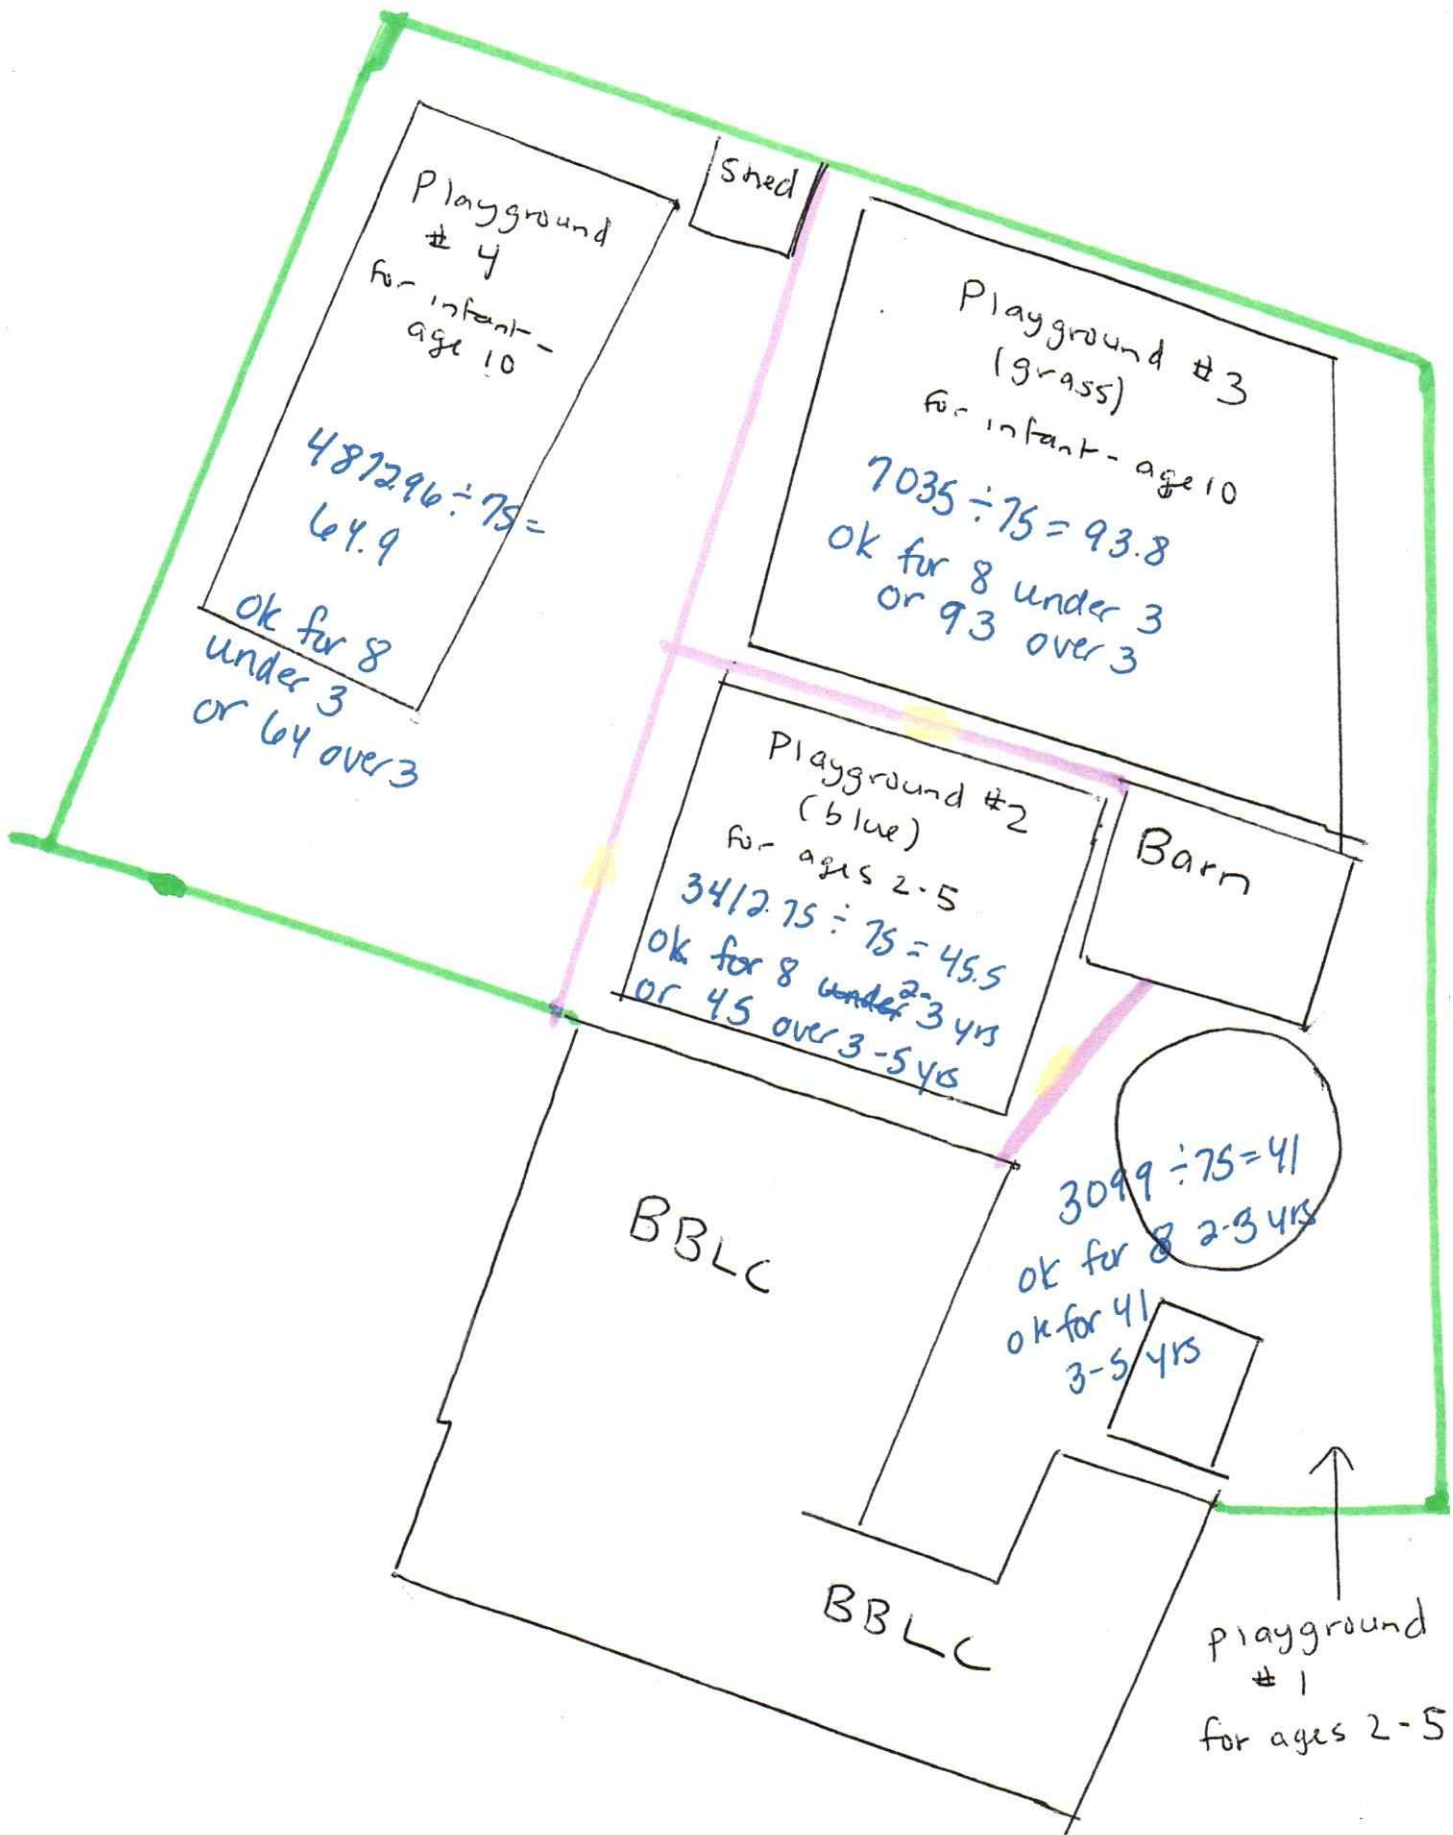 Shed
Playground
# 4
for infant-
age 10
487296 ÷ 75 =
64.9
ok for 8
under 3
or 64 over 3
Playground #3
(grass)
for infant - age 10
7035 ÷ 75 = 93.8
ok for 8 under 3
or 93 over 3
Playground #2
(blue)
for ages 2-5
3412.75 ÷ 75 = 45.5
ok for 8 under 2-3 yrs
or 45 over 3-5 yrs
Barn
3099 ÷ 75 = 41
ok for 8 2-3 yrs
ok for 41
3-5 yrs
BBLC
BBLC
playground
# 1
for ages 2-5